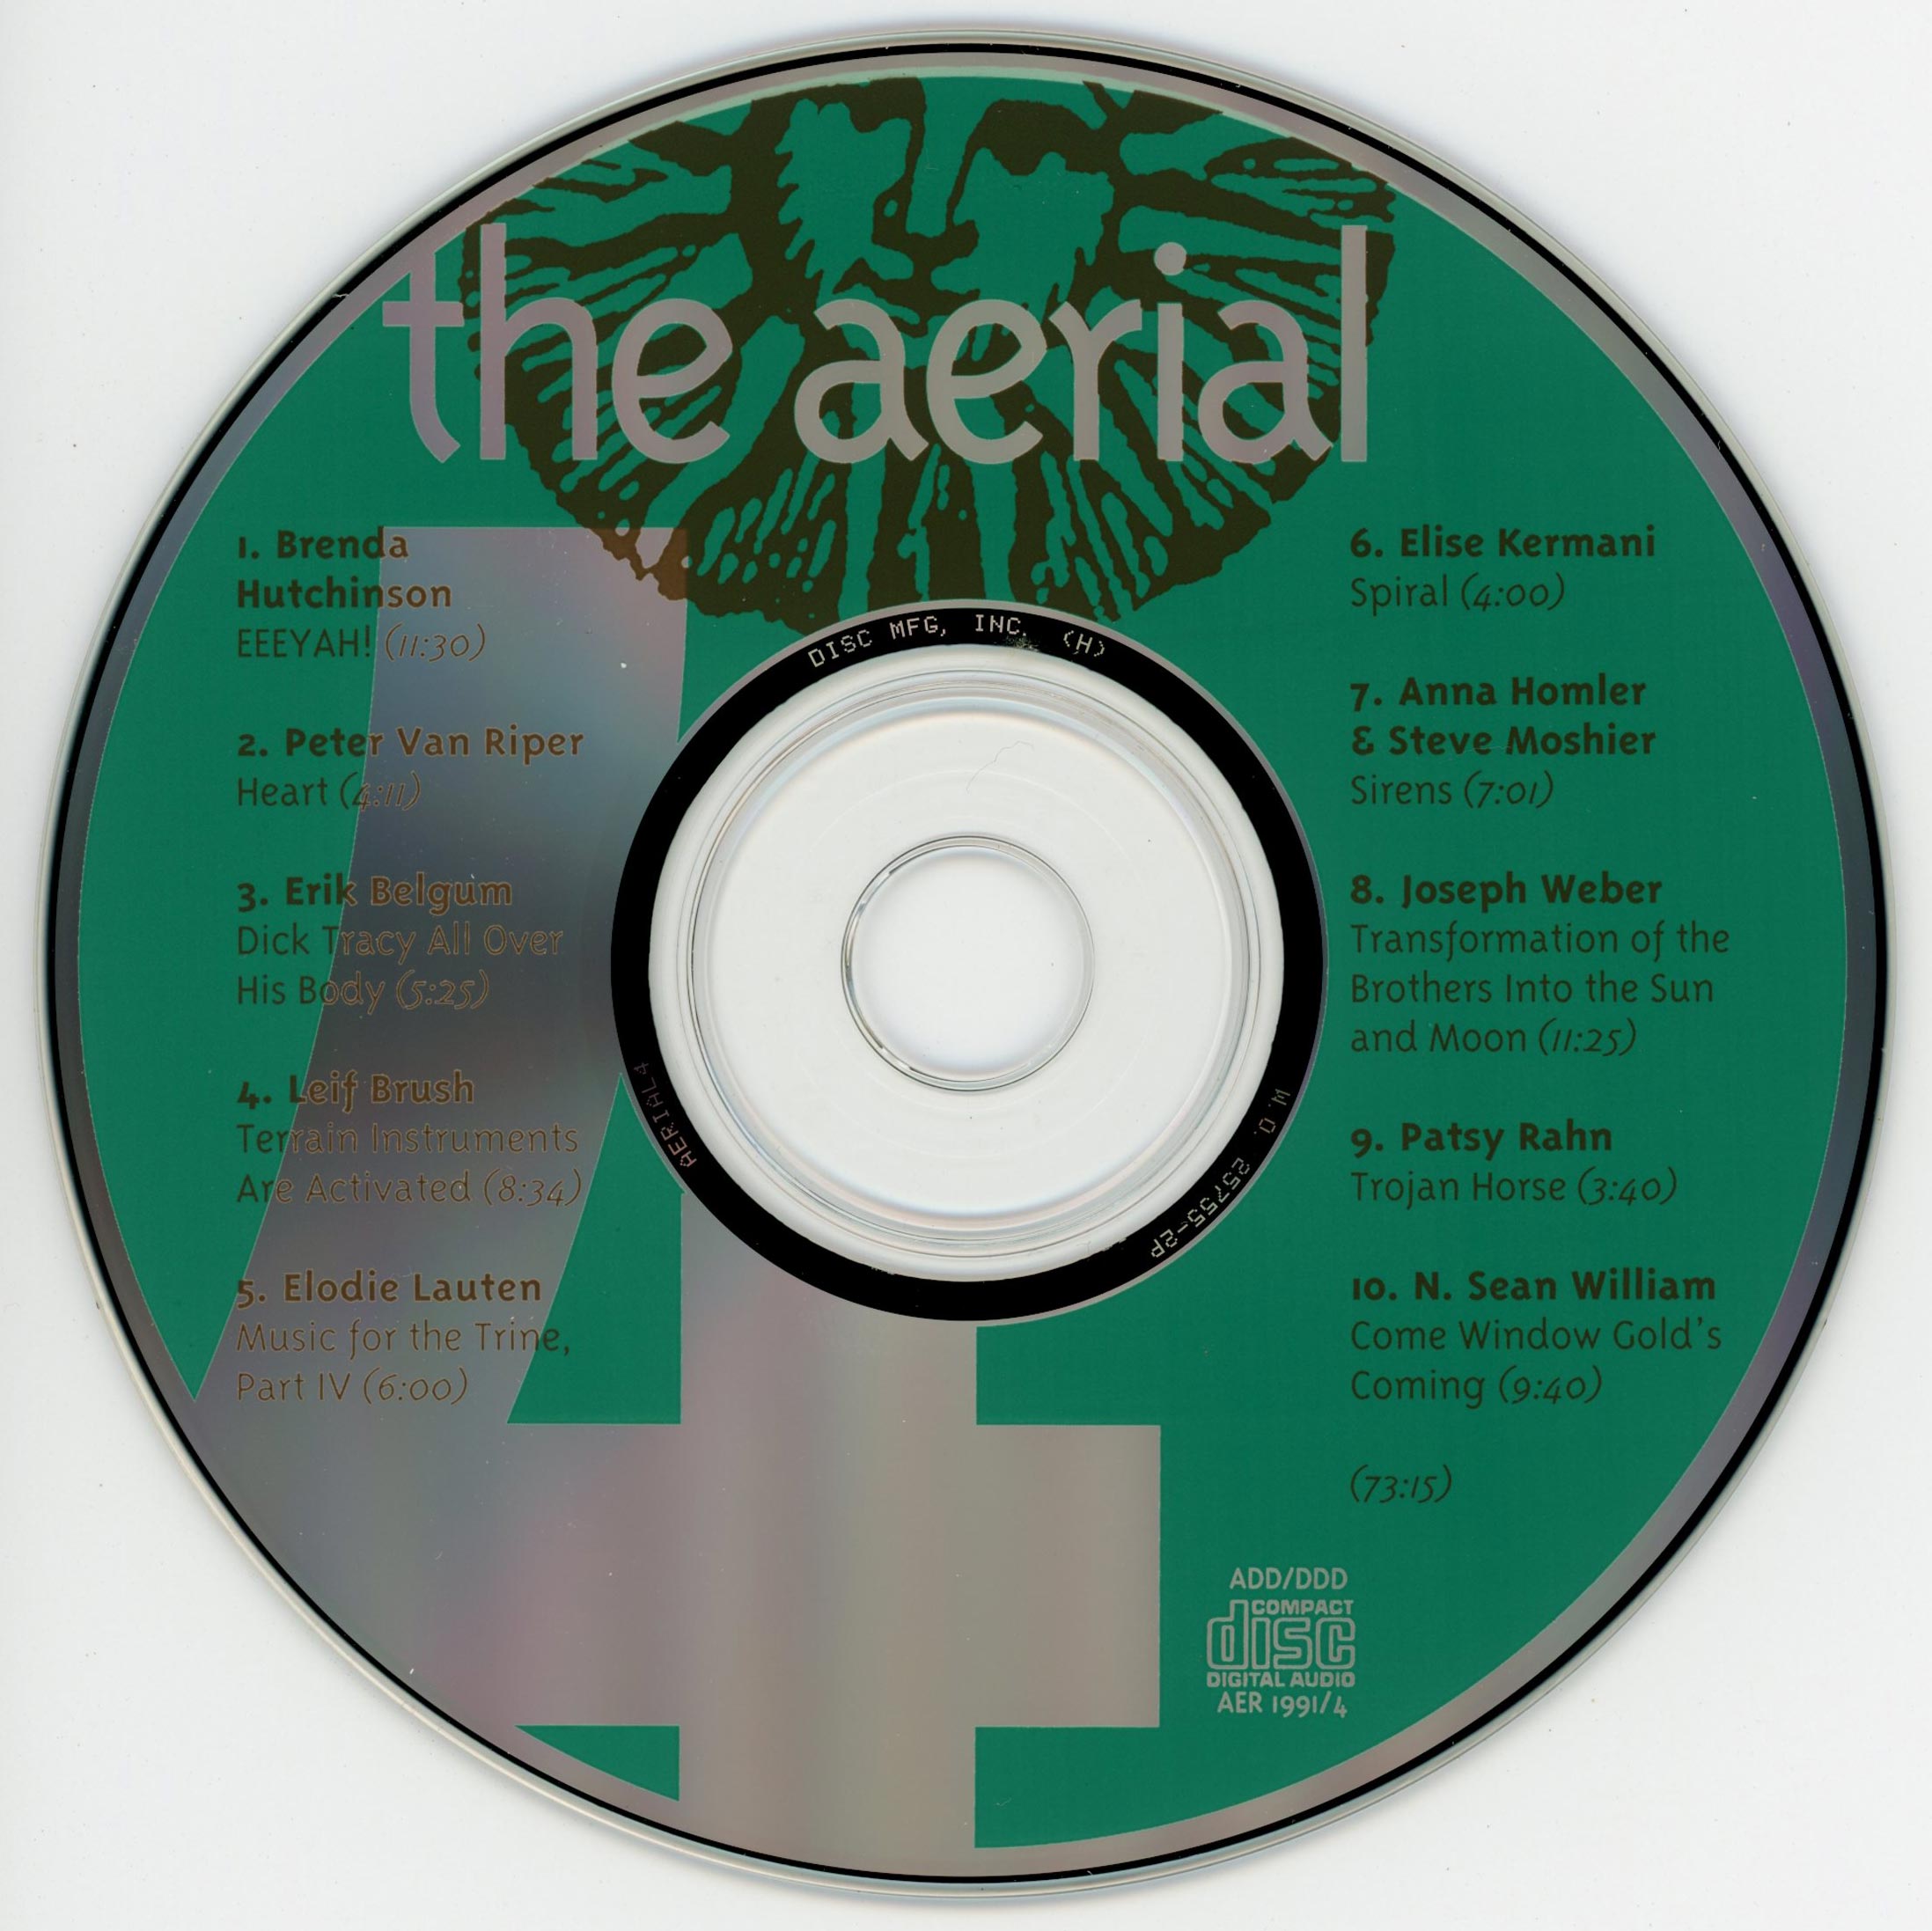 the aerial
1. Brenda
Hutchinson
EEEYAH! (11:30)
2. Peter Van Riper
Heart (4:11)
3. Erik Belgum
Dick Tracy All Over
His Body (5:25)
4. Leif Brush
Terrain Instruments
Are Activated (8:34)
5. Elodie Lauten
Music for the Trine,
Part IV (6:00)
4
DISC MFG, INC. (H)
W.O. 25755-2P
AERIAL4
6. Elise Kermani
Spiral (4:00)
7. Anna Homler
& Steve Moshier
Sirens (7:01)
8. Joseph Weber
Transformation of the
Brothers Into the Sun
and Moon (11:25)
9. Patsy Rahn
Trojan Horse (3:40)
10. N. Sean William
Come Window Gold's
Coming (9:40)
(73:15)
ADD/DDD
COMPACT
disc
DIGITAL AUDIO
AER 1991/4